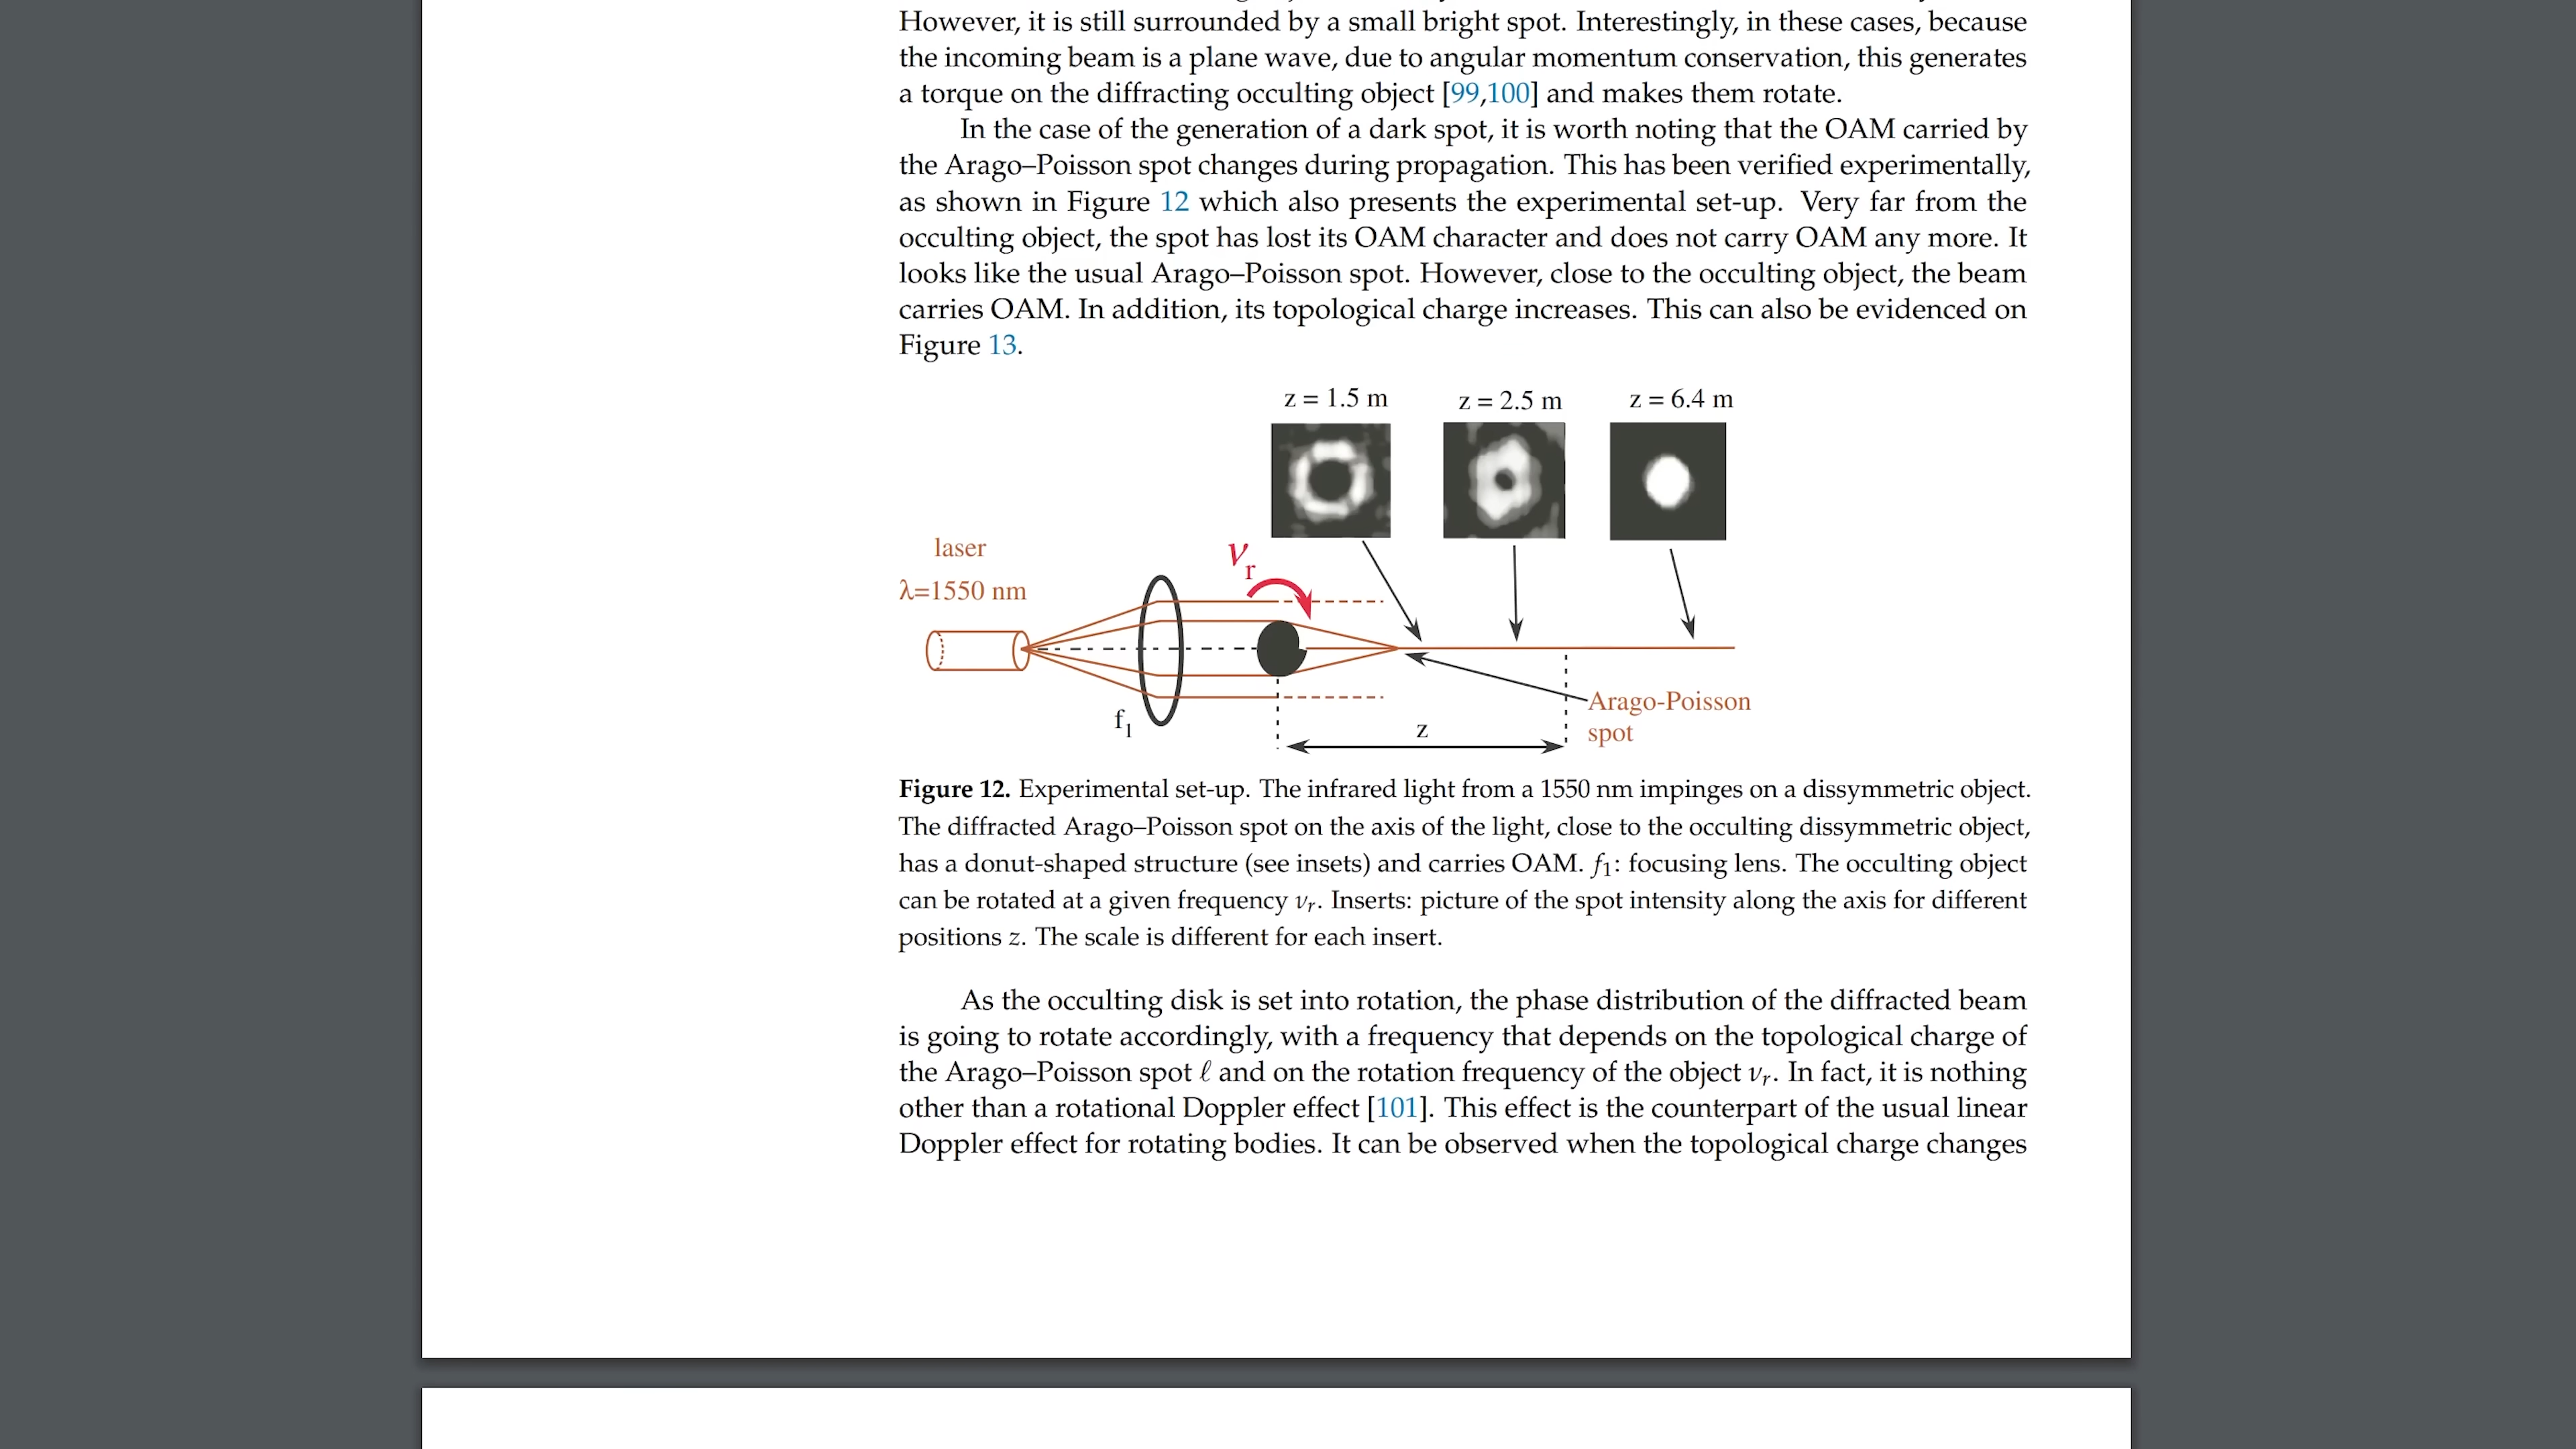 However, it is still surrounded by a small bright spot. Interestingly, in these cases, because
the incoming beam is a plane wave, due to angular momentum conservation, this generates
a torque on the diffracting occulting object [99,100] and makes them rotate.
In the case of the generation of a dark spot, it is worth noting that the OAM carried by
the Arago–Poisson spot changes during propagation. This has been verified experimentally,
as shown in Figure 12 which also presents the experimental set-up. Very far from the
occulting object, the spot has lost its OAM character and does not carry OAM any more. It
looks like the usual Arago–Poisson spot. However, close to the occulting object, the beam
carries OAM. In addition, its topological charge increases. This can also be evidenced on
Figure 13.
z = 1.5 m
z = 2.5 m
z = 6.4 m
laser
λ=1550 nm
νr
f1
z
Arago-Poisson
spot
Figure 12. Experimental set-up. The infrared light from a 1550 nm impinges on a dissymmetric object.
The diffracted Arago–Poisson spot on the axis of the light, close to the occulting dissymmetric object,
has a donut-shaped structure (see insets) and carries OAM. f1: focusing lens. The occulting object
can be rotated at a given frequency νr. Inserts: picture of the spot intensity along the axis for different
positions z. The scale is different for each insert.
As the occulting disk is set into rotation, the phase distribution of the diffracted beam
is going to rotate accordingly, with a frequency that depends on the topological charge of
the Arago–Poisson spot ℓ and on the rotation frequency of the object νr. In fact, it is nothing
other than a rotational Doppler effect [101]. This effect is the counterpart of the usual linear
Doppler effect for rotating bodies. It can be observed when the topological charge changes